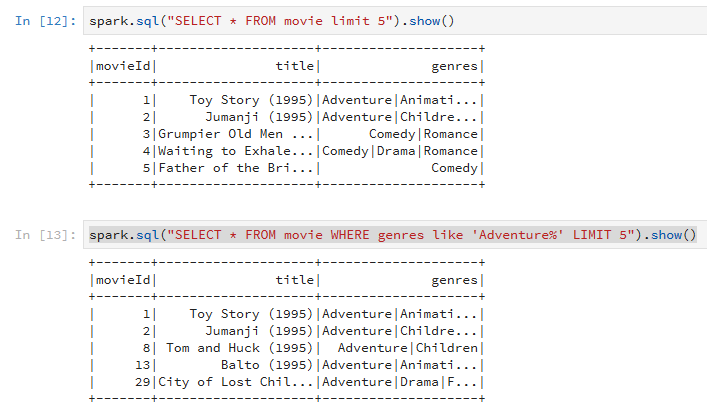 In [12]: spark.sql("SELECT * FROM movie limit 5").show()
+-------+--------------------+--------------------+
|movieId|               title|              genres|
+-------+--------------------+--------------------+
|      1|    Toy Story (1995)|Adventure|Animati...|
|      2|      Jumanji (1995)|Adventure|Childre...|
|      3|Grumpier Old Men ...|      Comedy|Romance|
|      4|Waiting to Exhale...|Comedy|Drama|Romance|
|      5|Father of the Bri...|              Comedy|
+-------+--------------------+--------------------+
In [13]: spark.sql("SELECT * FROM movie WHERE genres like 'Adventure%' LIMIT 5").show()
+-------+--------------------+--------------------+
|movieId|               title|              genres|
+-------+--------------------+--------------------+
|      1|    Toy Story (1995)|Adventure|Animati...|
|      2|      Jumanji (1995)|Adventure|Childre...|
|      8| Tom and Huck (1995)|  Adventure|Children|
|     13|        Balto (1995)|Adventure|Animati...|
|     29|City of Lost Chil...|Adventure|Drama|F...|
+-------+--------------------+--------------------+